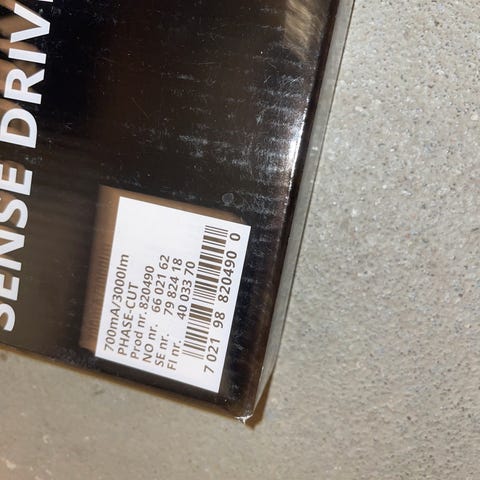 SENSE DRIVE
700mA/3000lm
PHASE-CUT
Prod nr. 820490
NO nr. 66 021 62
SE nr. 79 824 18
FI nr. 40 033 70
7 021 98 820490 0